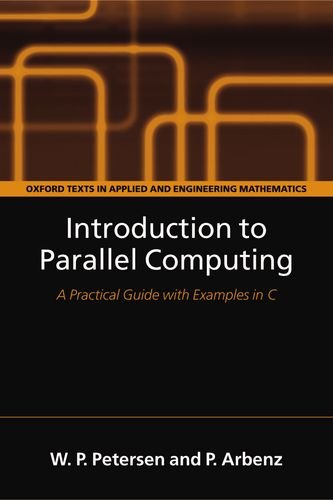 OXFORD TEXTS IN APPLIED AND ENGINEERING MATHEMATICS
Introduction to
Parallel Computing
A Practical Guide with Examples in C
W. P. Petersen and P. Arbenz